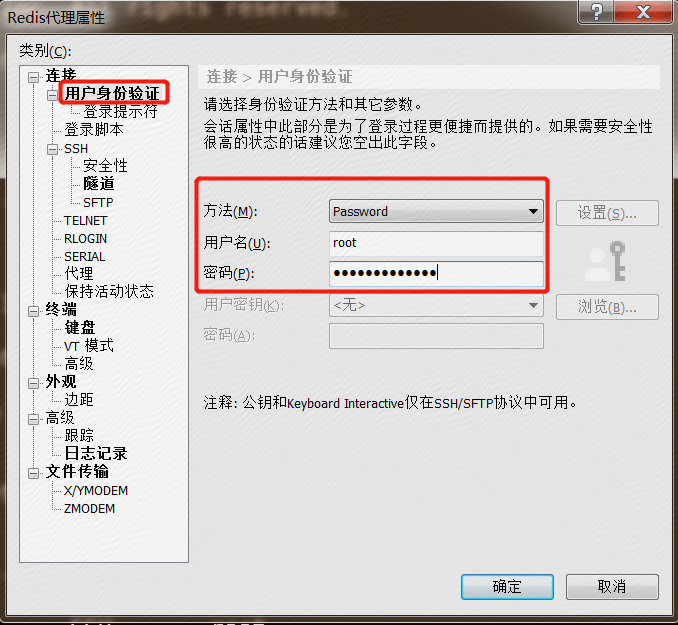 rights reserved.
Redis代理属性
类别(C):
连接
用户身份验证
登录提示符
登录脚本
SSH
安全性
隧道
SFTP
TELNET
RLOGIN
SERIAL
代理
保持活动状态
终端
键盘
VT 模式
高级
外观
边距
高级
跟踪
日志记录
文件传输
X/YMODEM
ZMODEM
连接 > 用户身份验证
请选择身份验证方法和其它参数。
会话属性中此部分是为了登录过程更便捷而提供的。如果需要安全性
很高的状态的话建议您空出此字段。
方法(M):
Password
设置(S)...
用户名(U):
root
密码(P):
●●●●●●●●●●●●●
用户密钥(K):
<无>
浏览(B)...
密码(A):
注释: 公钥和Keyboard Interactive仅在SSH/SFTP协议中可用。
确定
取消